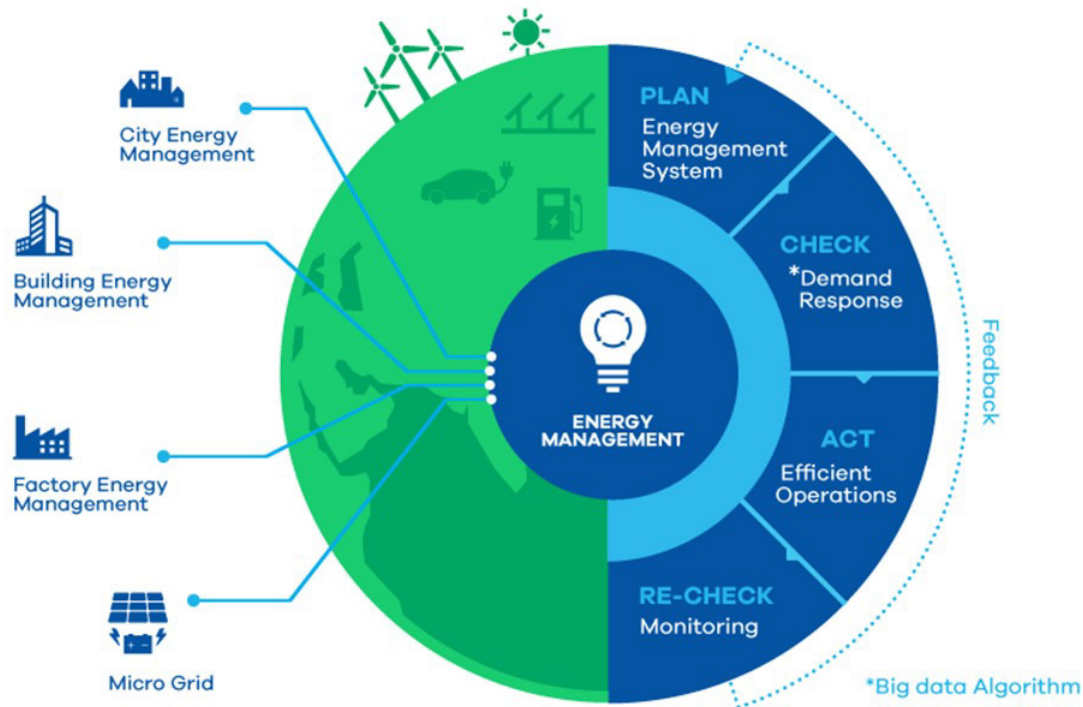 City Energy
Management
Building Energy
Management
Factory Energy
Management
Micro Grid
ENERGY
MANAGEMENT
PLAN
Energy
Management
System
CHECK
*Demand
Response
ACT
Efficient
Operations
RE-CHECK
Monitoring
Feedback
*Big data Algorithm